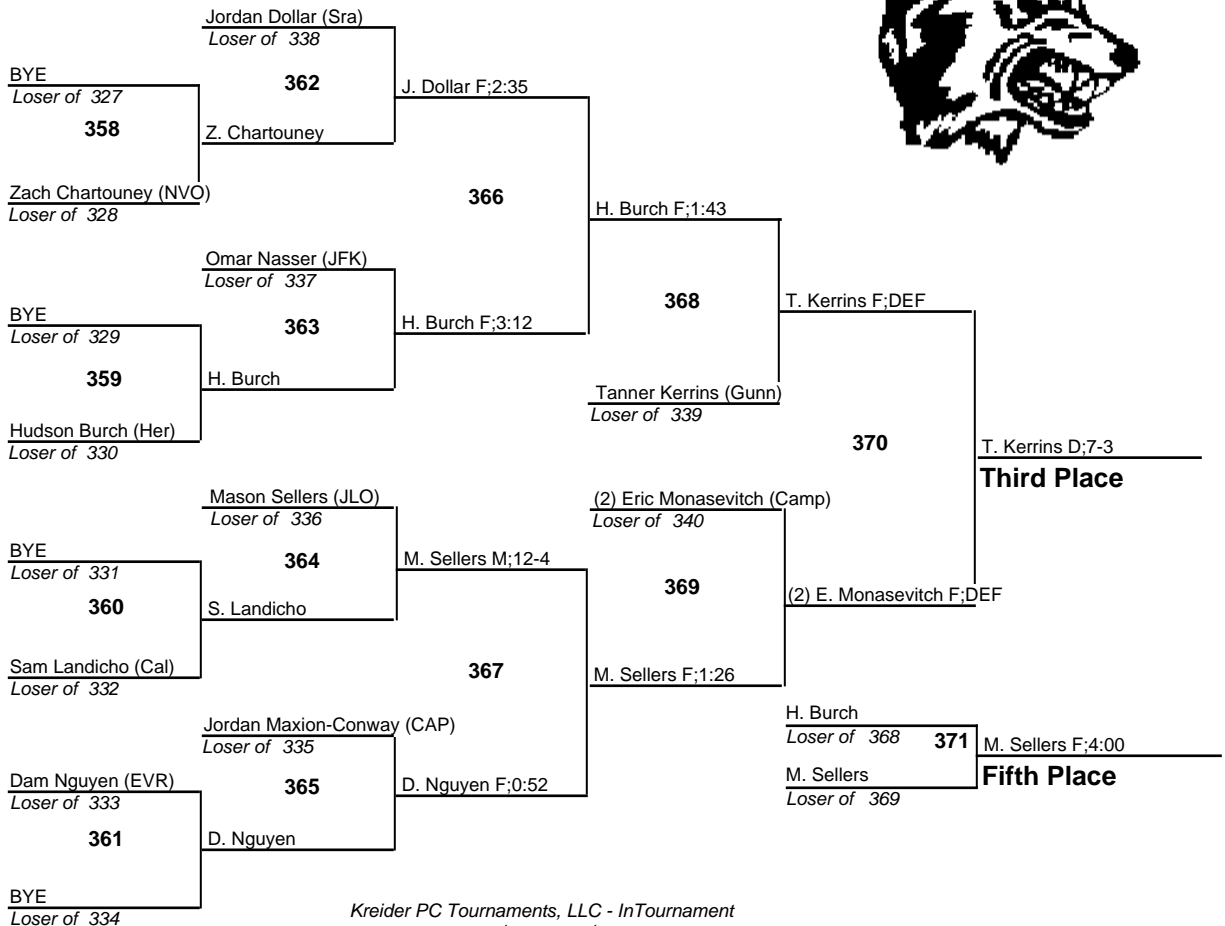 Jordan Dollar (Sra)
Loser of 338
BYE
Loser of 327
362
J. Dollar F;2:35
358
Z. Chartouney
Zach Chartouney (NVO)
Loser of 328
366
H. Burch F;1:43
Omar Nasser (JFK)
Loser of 337
BYE
Loser of 329
363
H. Burch F;3:12
368
T. Kerrins F;DEF
359
H. Burch
Tanner Kerrins (Gunn)
Loser of 339
Hudson Burch (Her)
Loser of 330
370
T. Kerrins D;7-3
Third Place
Mason Sellers (JLO)
Loser of 336
(2) Eric Monasevitch (Camp)
Loser of 340
BYE
Loser of 331
364
M. Sellers M;12-4
369
(2) E. Monasevitch F;DEF
360
S. Landicho
Sam Landicho (Cal)
Loser of 332
367
M. Sellers F;1:26
Jordan Maxion-Conway (CAP)
Loser of 335
H. Burch
Loser of 368
371
M. Sellers F;4:00
Fifth Place
M. Sellers
Loser of 369
Dam Nguyen (EVR)
Loser of 333
365
D. Nguyen F;0:52
361
D. Nguyen
BYE
Loser of 334
Kreider PC Tournaments, LLC - InTournament